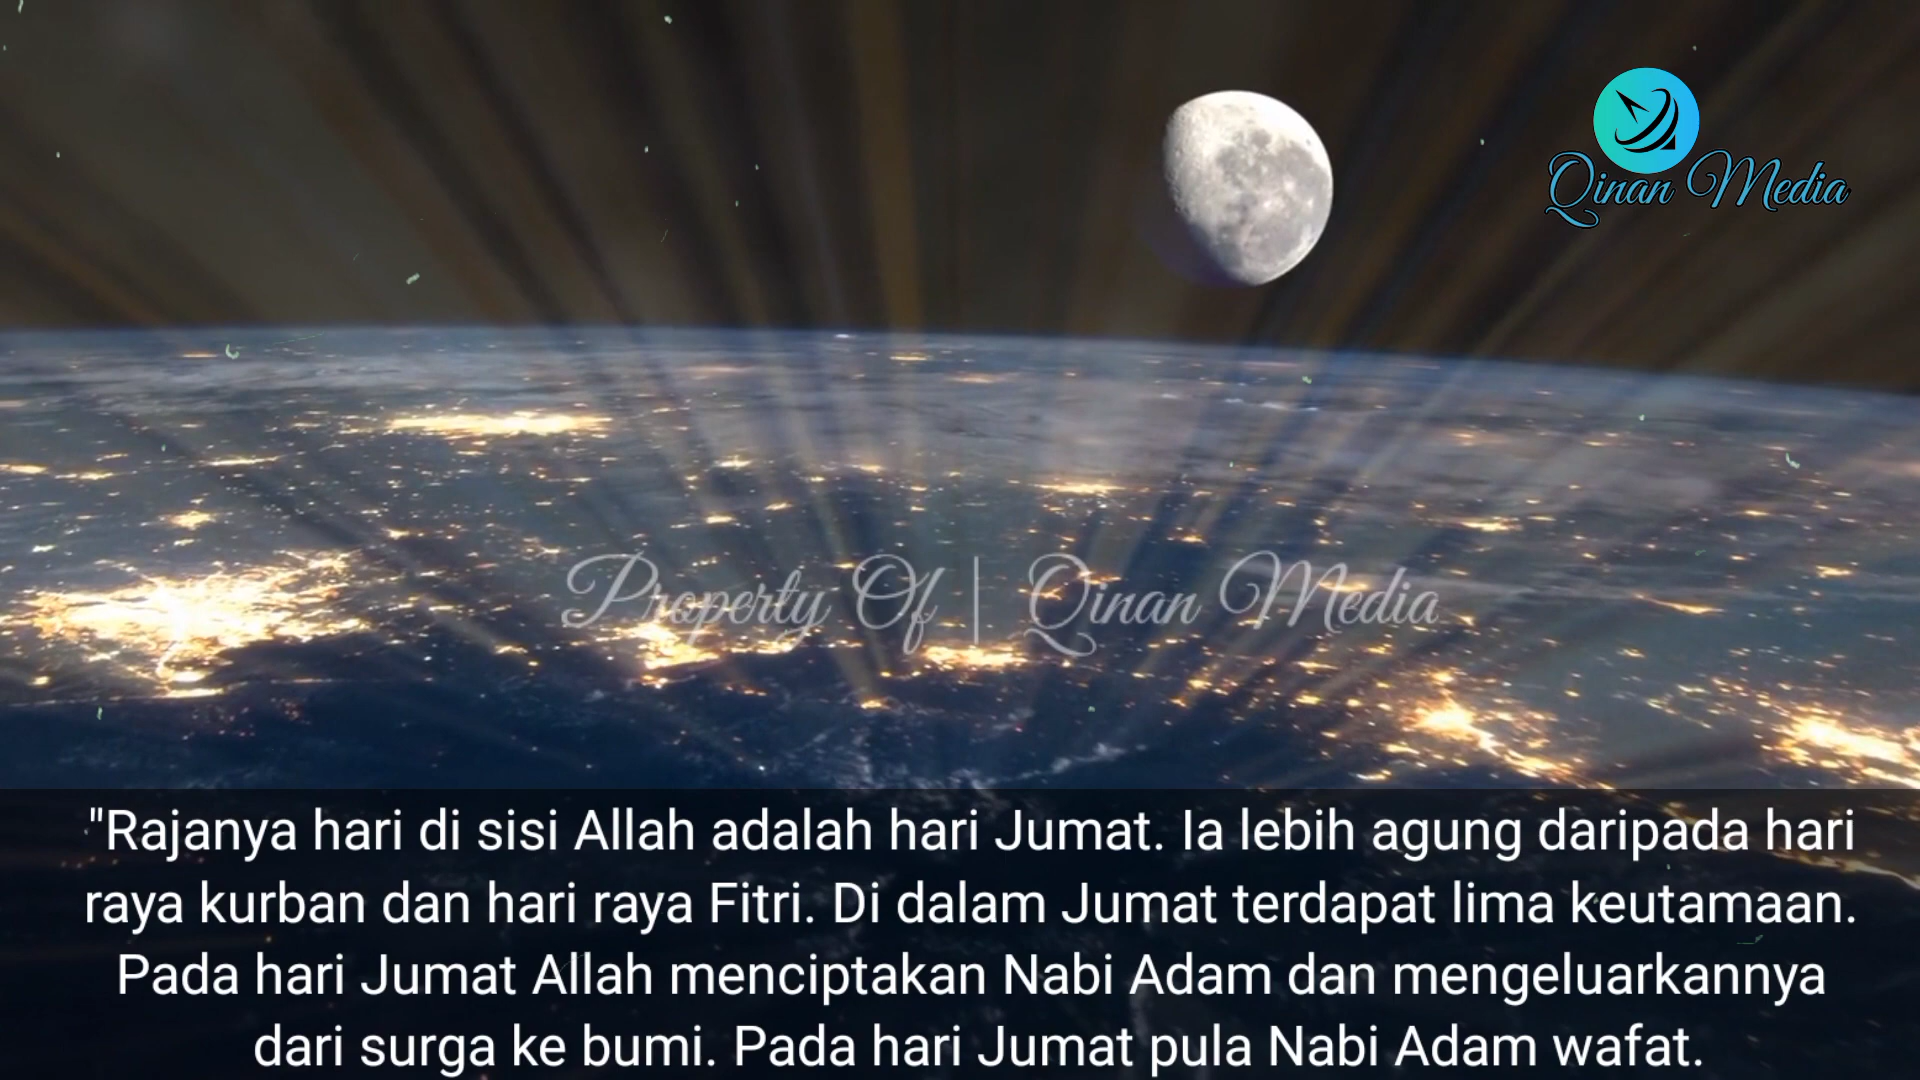 Qinan Media
Property Of | Qinan Media
"Rajanya hari di sisi Allah adalah hari Jumat. Ia lebih agung daripada hari
raya kurban dan hari raya Fitri. Di dalam Jumat terdapat lima keutamaan.
Pada hari Jumat Allah menciptakan Nabi Adam dan mengeluarkannya
dari surga ke bumi. Pada hari Jumat pula Nabi Adam wafat.